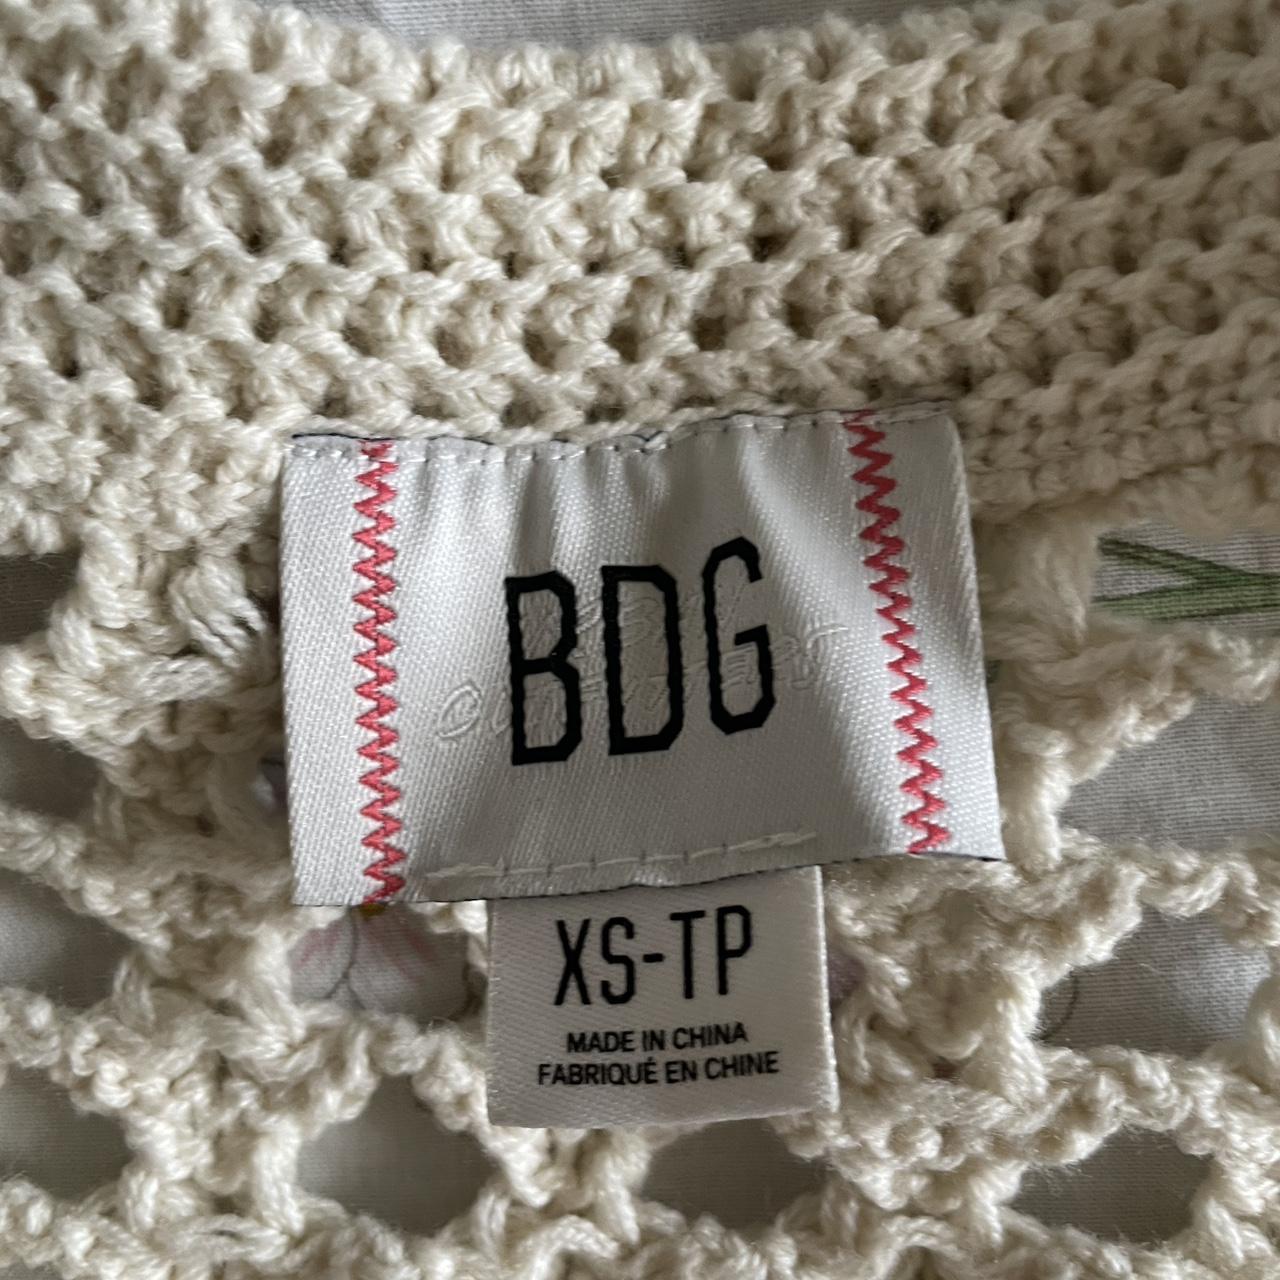 BDG
XS-TP
MADE IN CHINA
FABRIQUÉ EN CHINE